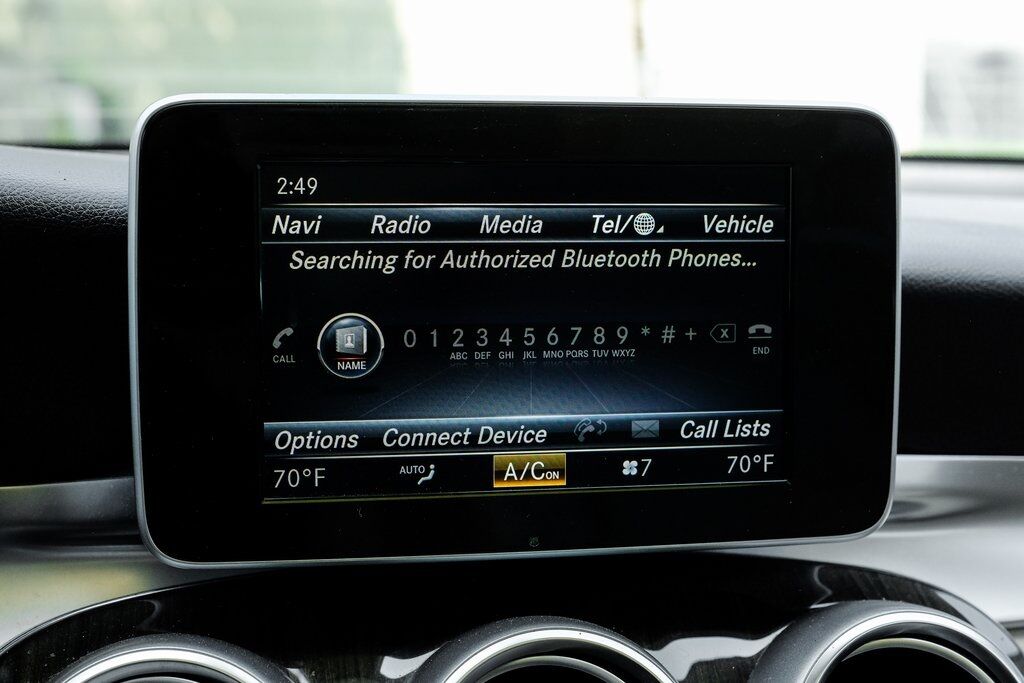 2:49
Navi Radio Media Tel/ Vehicle
Searching for Authorized Bluetooth Phones...
0 1 2 3 4 5 6 7 8 9 * # +
ABC DEF GHI JKL MNO PQRS TUV WXYZ
CALL NAME END
Options Connect Device Call Lists
70°F AUTO A/C ON 7 70°F